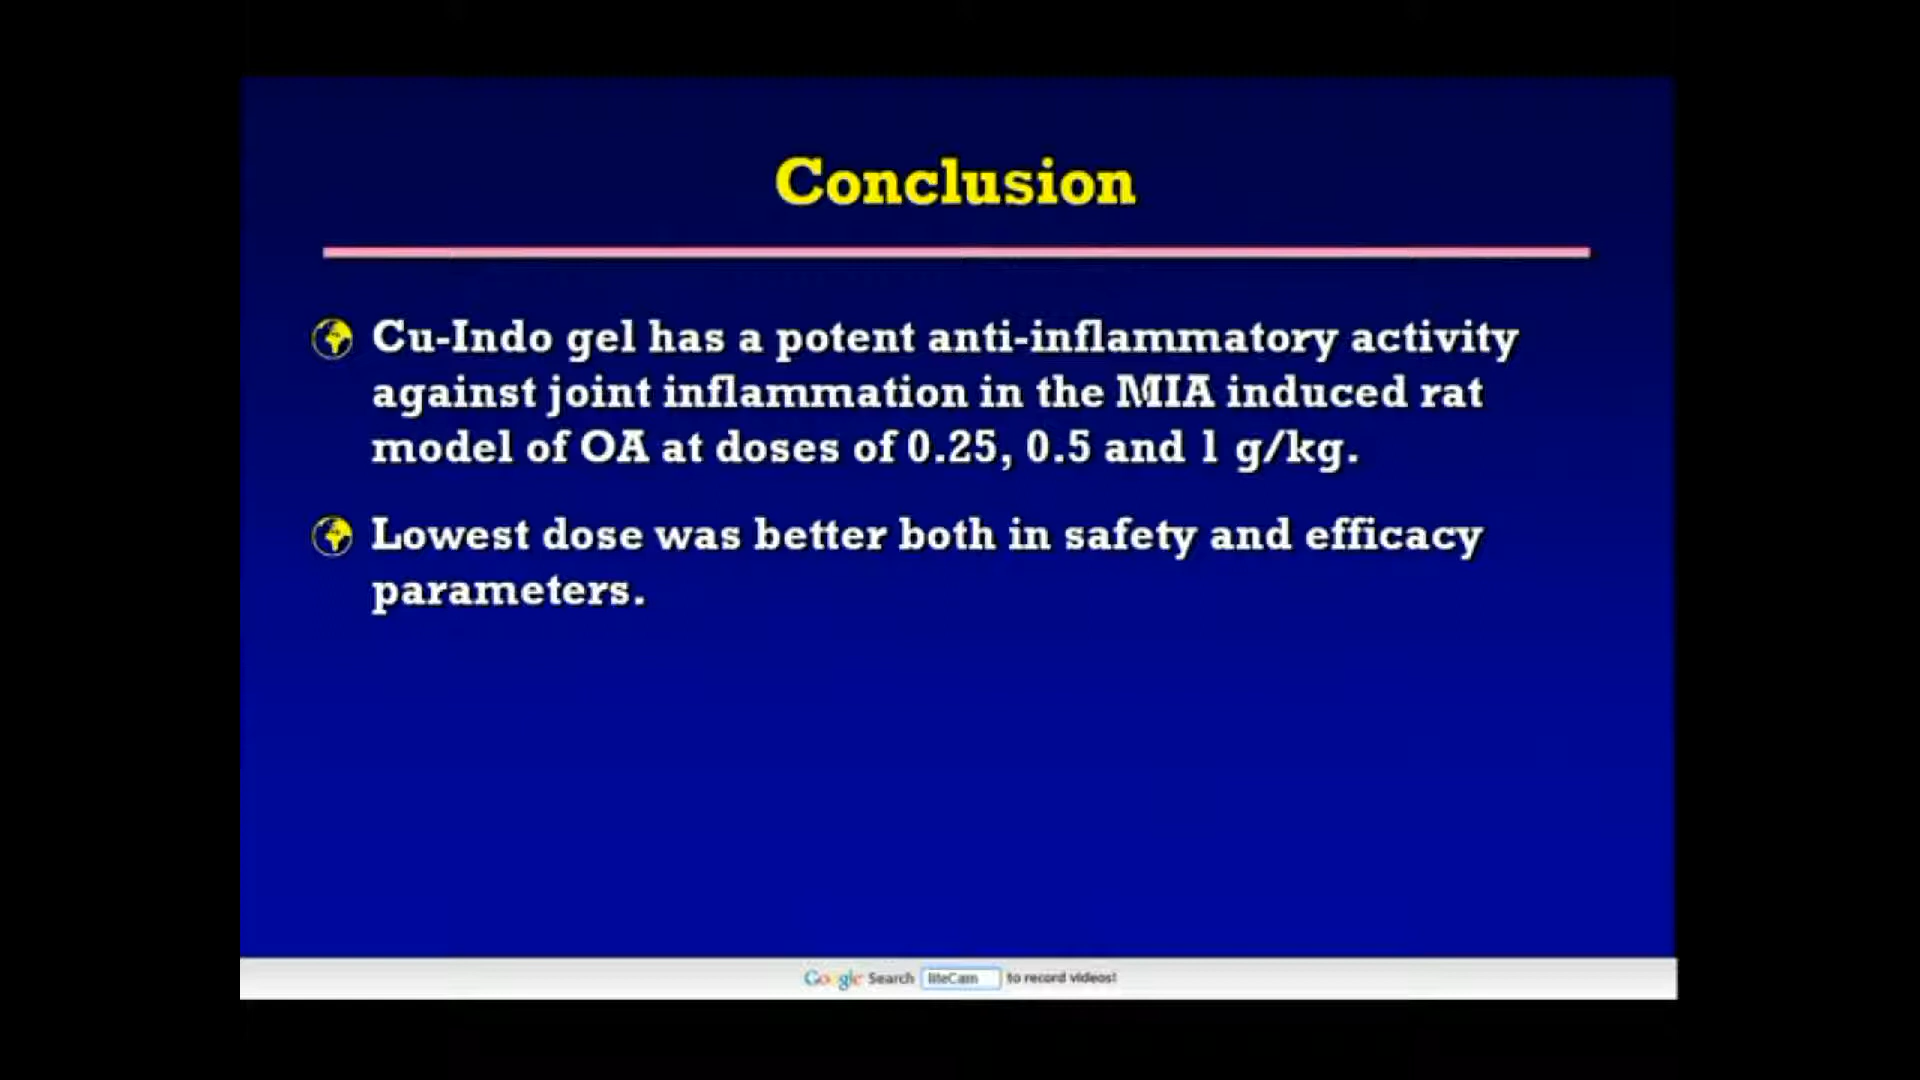 Conclusion
Cu-Indo gel has a potent anti-inflammatory activity
against joint inflammation in the MIA induced rat
model of OA at doses of 0.25, 0.5 and 1 g/kg.
Lowest dose was better both in safety and efficacy
parameters.
Google Search liteCam to record videos!